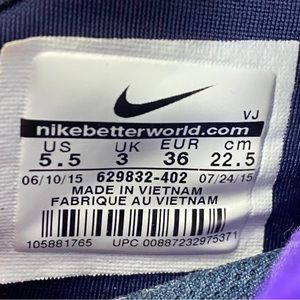 VJ
nikebetterworld.com
US UK EUR cm
5.5 3 36 22.5
06/10/15 629832-402 07/24/15
MADE IN VIETNAM
FABRIQUE AU VIETNAM
105881765 UPC 00887232975371